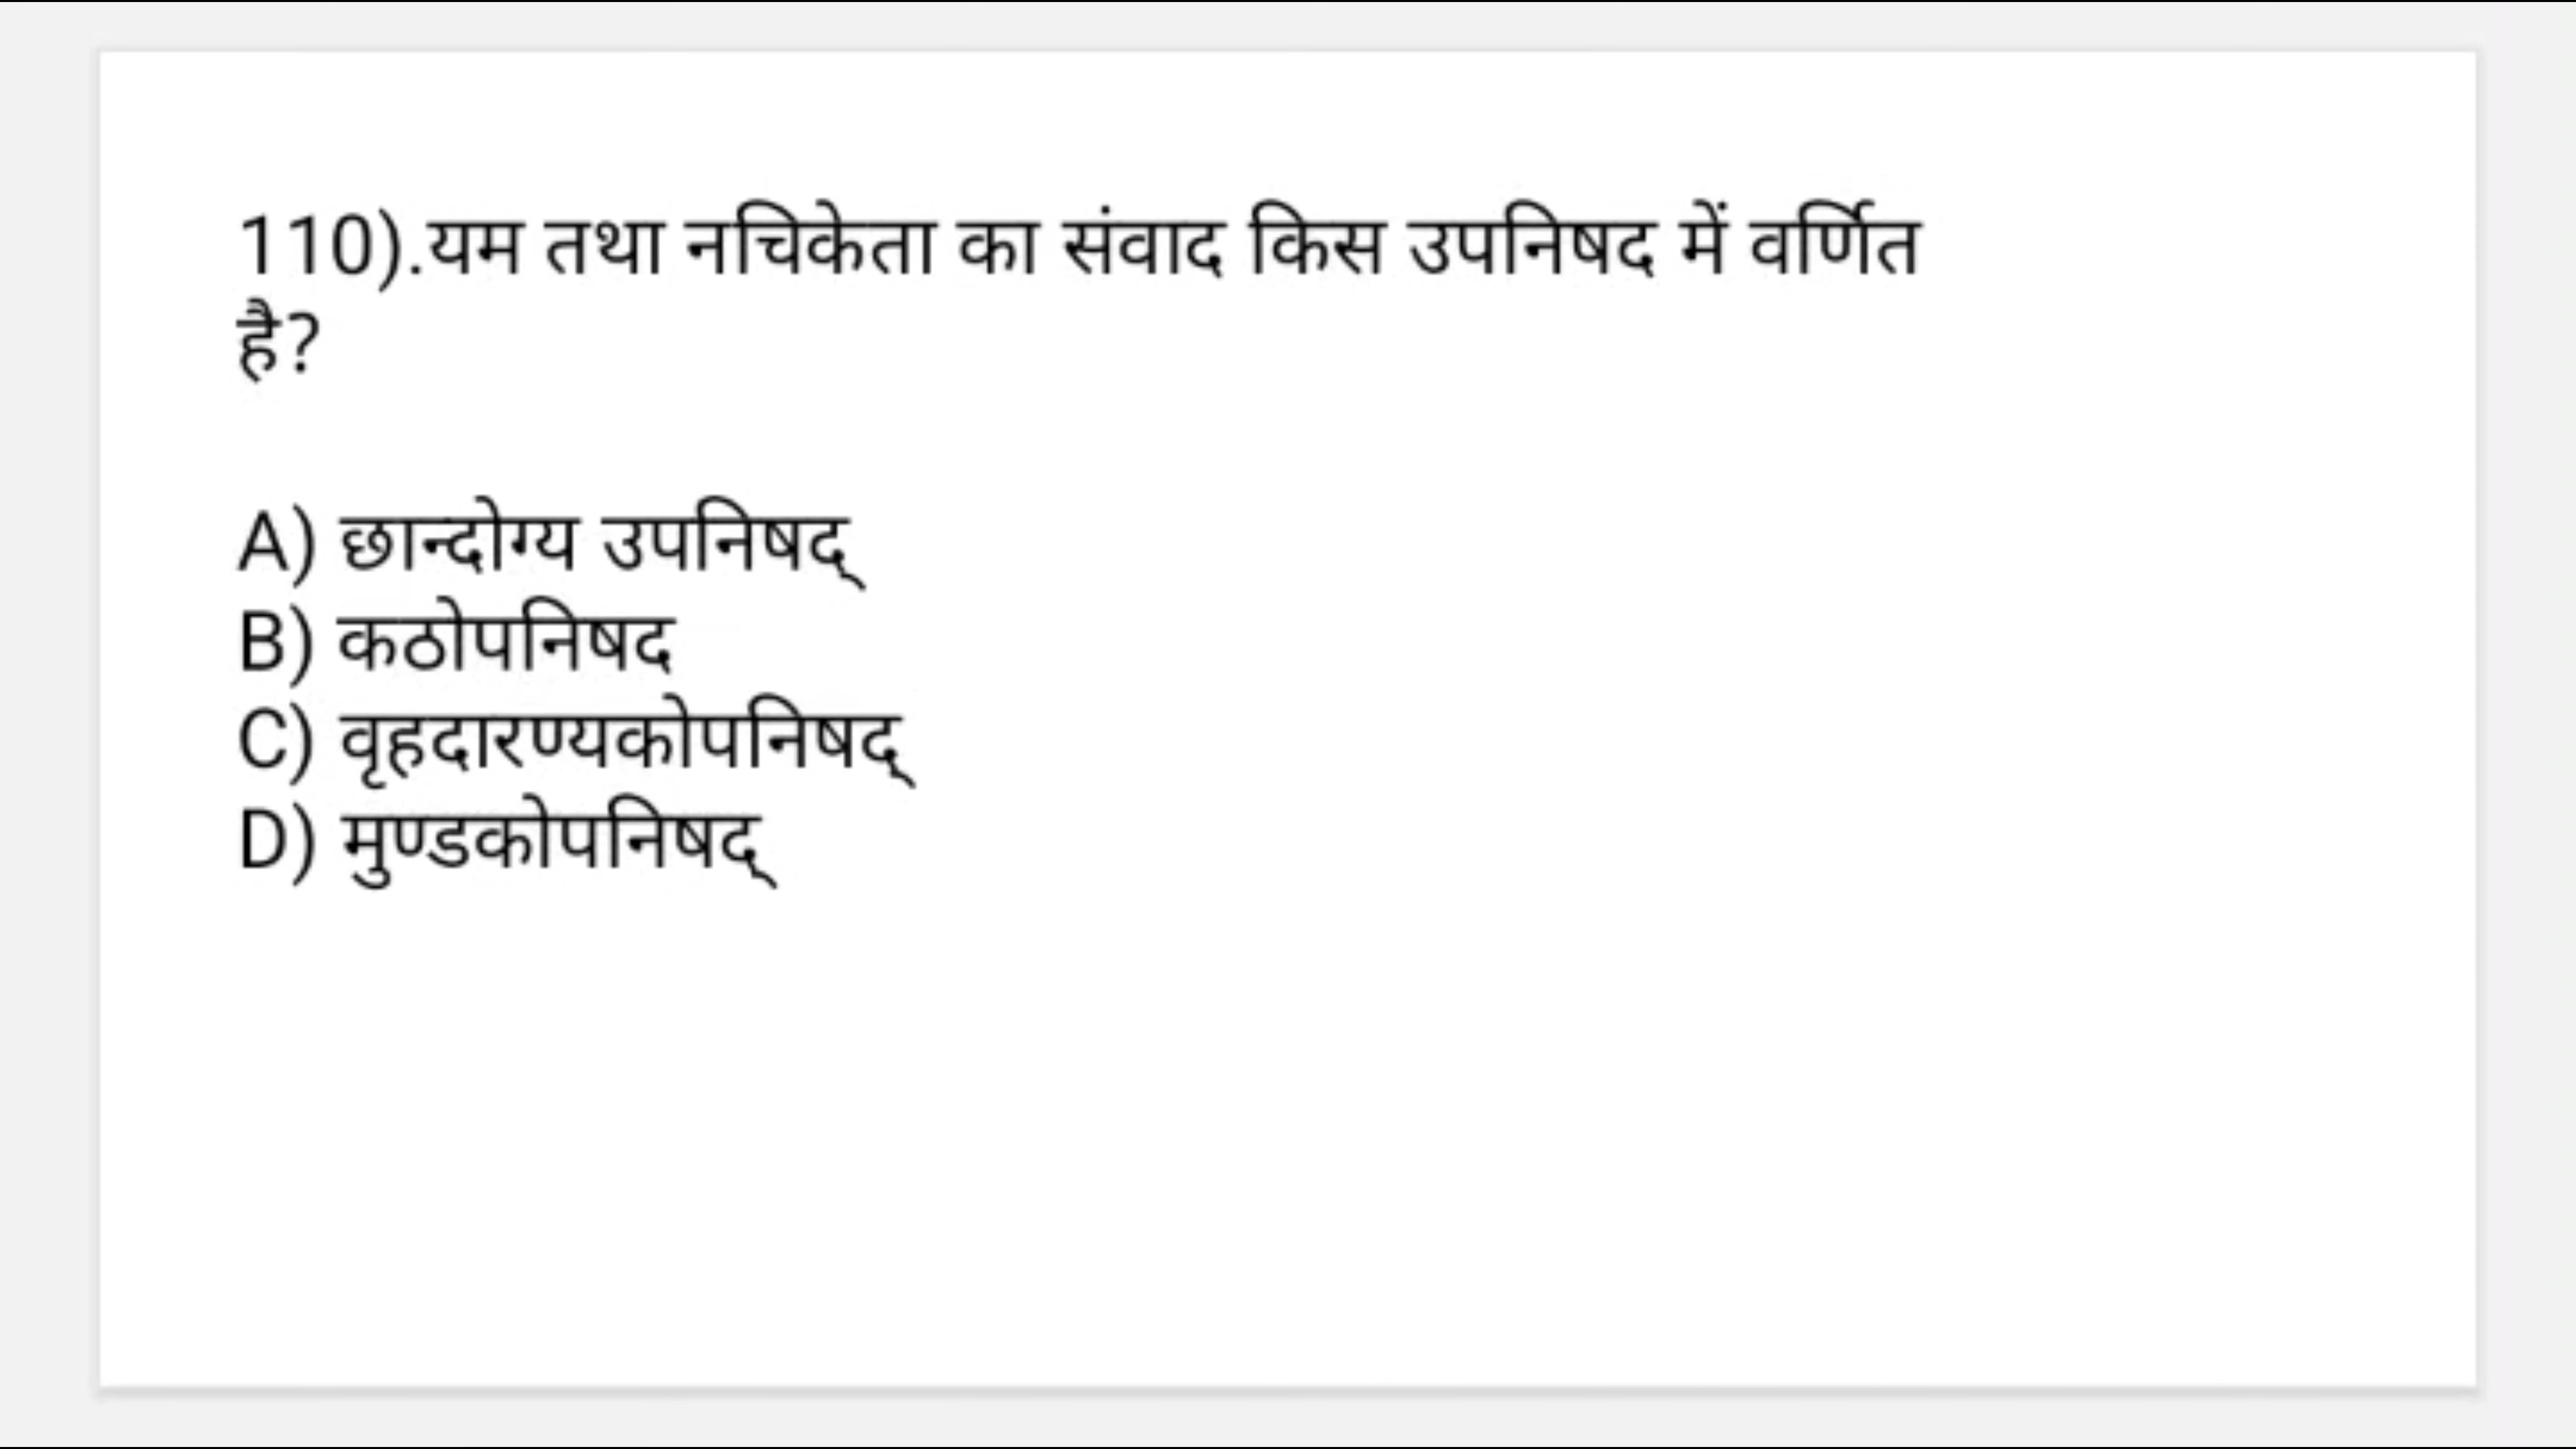 110).यम तथा नचिकेता का संवाद किस उपनिषद में वर्णित
है?
A) छान्दोग्य उपनिषद्
B) कठोपनिषद
C) वृहदारण्यकोपनिषद्
D) मुण्डकोपनिषद्